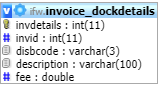 v ifw.invoice_dockdetails
invdetails : int(11)
# invid : int(11)
disbcode : varchar(3)
description : varchar(100)
# fee : double